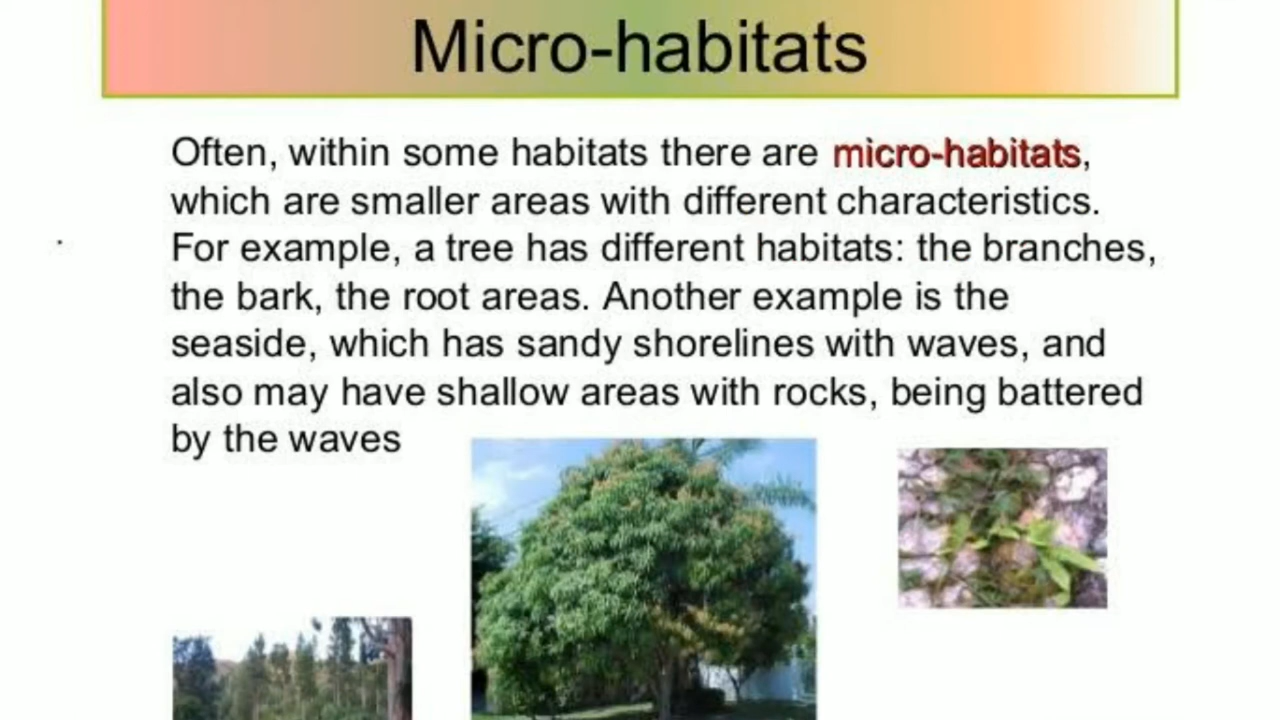 Micro-habitats
Often, within some habitats there are micro-habitats,
which are smaller areas with different characteristics.
For example, a tree has different habitats: the branches,
the bark, the root areas. Another example is the
seaside, which has sandy shorelines with waves, and
also may have shallow areas with rocks, being battered
by the waves